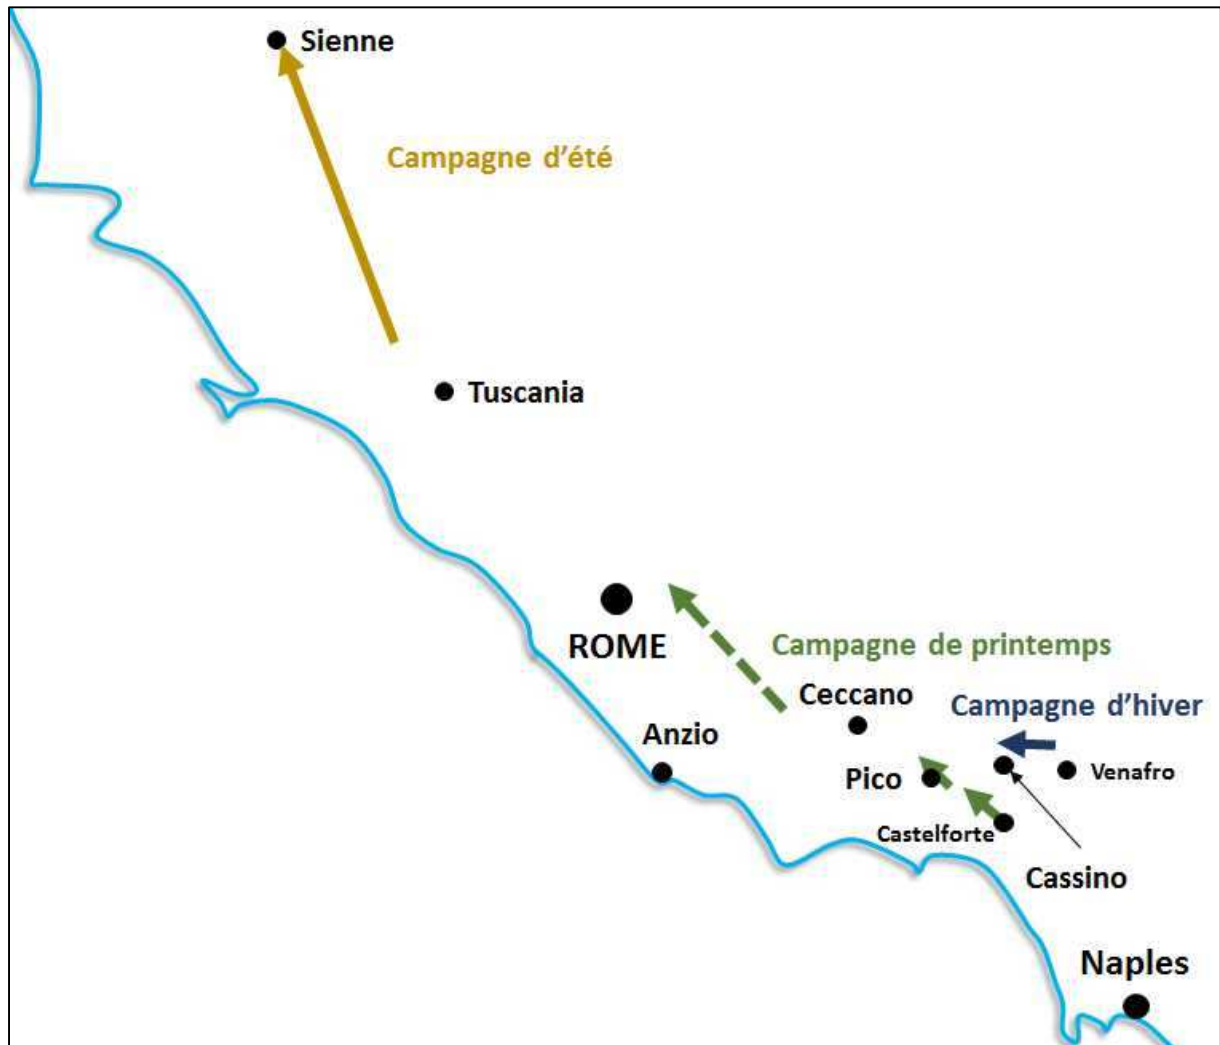 Sienne
Campagne d'été
Tuscania
ROME
Campagne de printemps
Ceccano
Campagne d'hiver
Anzio
Pico
Venafro
Castelforte
Cassino
Naples